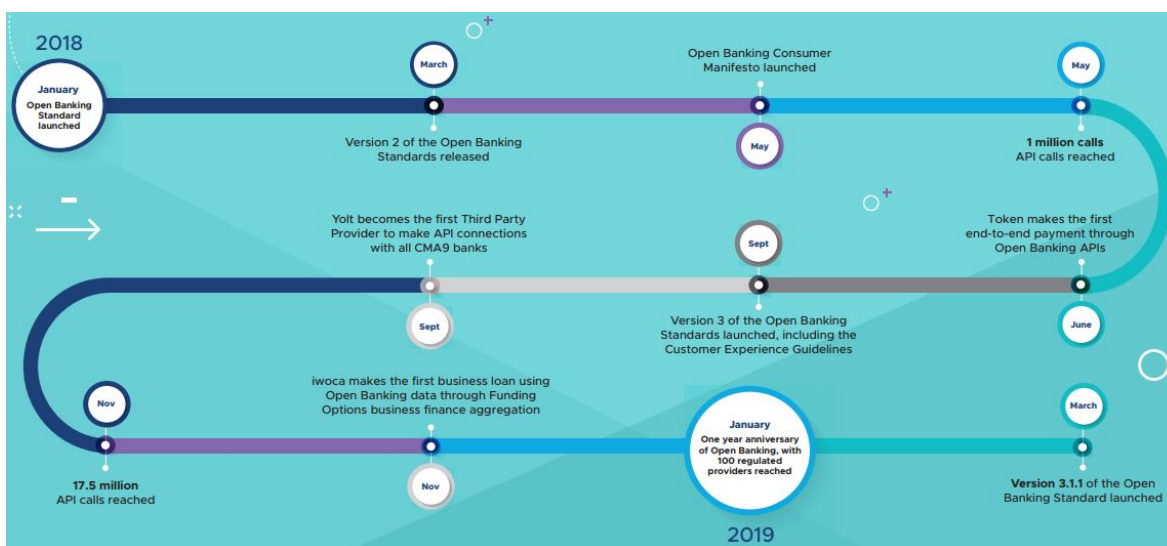 2018
January
Open Banking
Standard
launched
March
Version 2 of the Open Banking
Standards released
Open Banking Consumer
Manifesto launched
May
May
1 million calls
API calls reached
Token makes the first
end-to-end payment through
Open Banking APIs
June
Sept
Version 3 of the Open Banking
Standards launched, including the
Customer Experience Guidelines
Yolt becomes the first Third Party
Provider to make API connections
with all CMA9 banks
Sept
Nov
17.5 million
API calls reached
iwoca makes the first business loan using
Open Banking data through Funding
Options business finance aggregation
Nov
January
One year anniversary
of Open Banking, with
100 regulated
providers reached
2019
March
Version 3.1.1 of the Open
Banking Standard launched